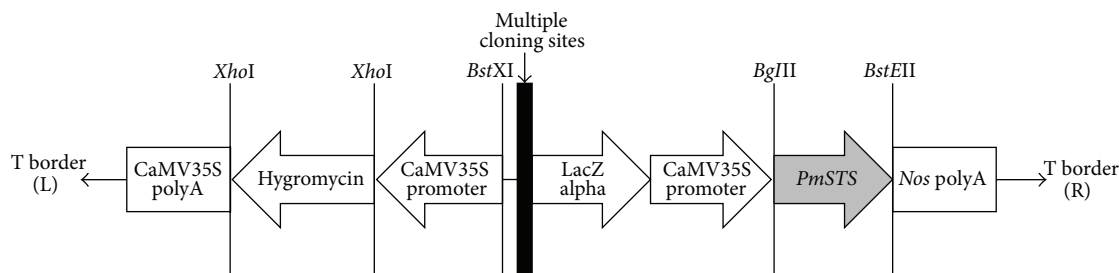 Multiple
cloning sites
XhoI
XhoI
BstXI
BglII
BstEII
T border
(L)
CaMV35S
polyA
Hygromycin
CaMV35S
promoter
LacZ
alpha
CaMV35S
promoter
PmSTS
Nos polyA
T border
(R)